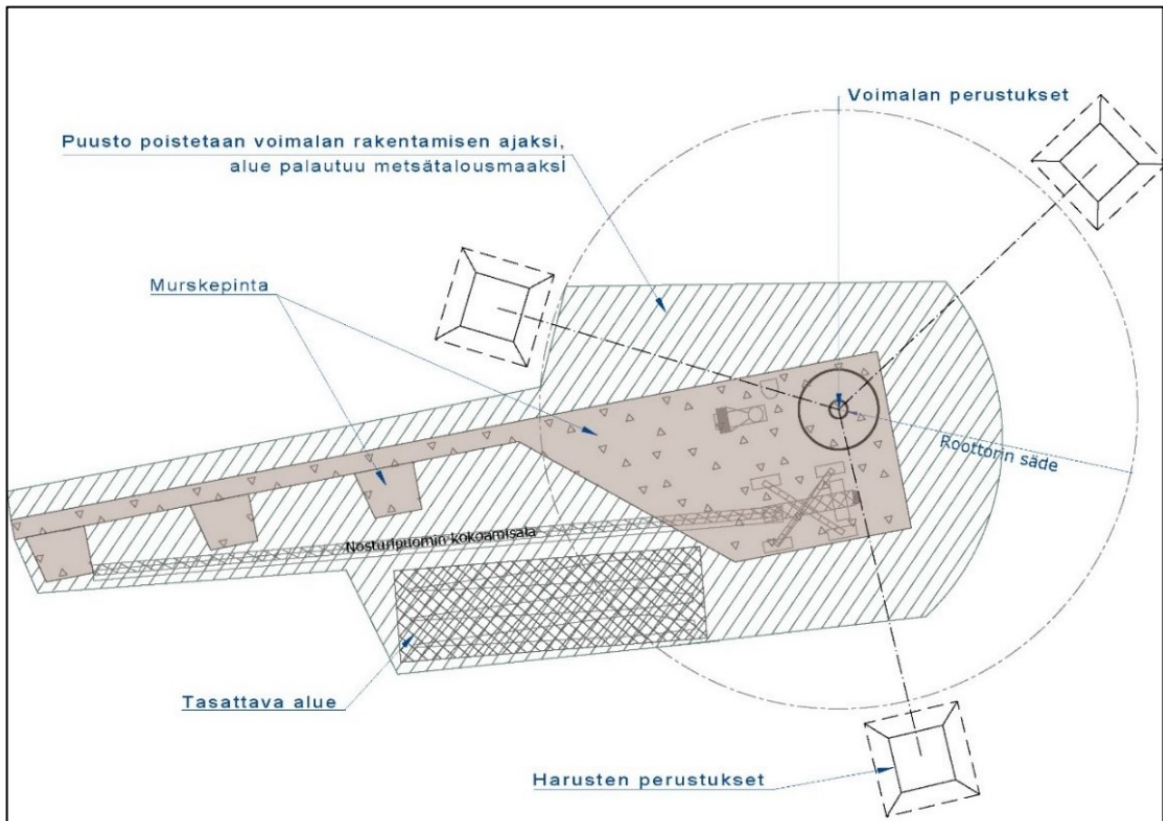 Voimalan perustukset
Puusto poistetaan voimalan rakentamisen ajaksi,
alue palautuu metsätalousmaaksi
Murskepinta
Roottorin säde
Nosturipuomin kokoamisala
Tasattava alue
Harusten perustukset